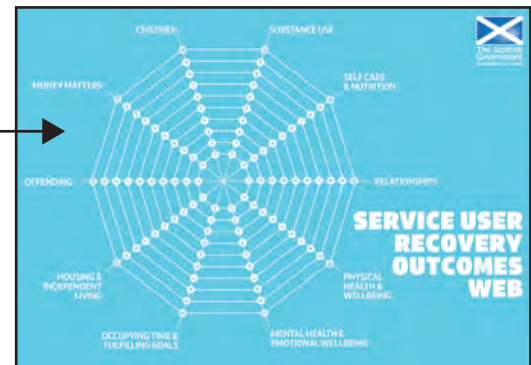 CHILDREN
SUBSTANCE USE
The Scottish
Government
MONEY MATTERS
SELF CARE
& NUTRITION
OFFENDING
RELATIONSHIPS
SERVICE USER
RECOVERY
OUTCOMES
WEB
HOUSING &
INDEPENDENT
LIVING
PHYSICAL
HEALTH &
WELLBEING
OCCUPYING TIME &
FULFILLING GOALS
MENTAL HEALTH &
EMOTIONAL WELLBEING